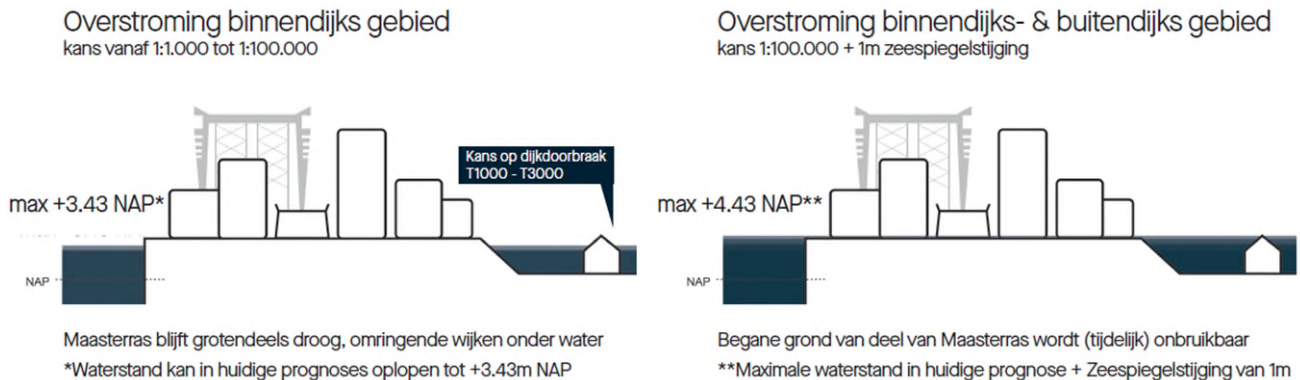 Overstroming binnendijks gebied
kans vanaf 1:1.000 tot 1:100.000
Kans op dijkdoorbraak
T1000 - T3000
max +3.43 NAP*
NAP
Maasterras blijft grotendeels droog, omringende wijken onder water
*Waterstand kan in huidige prognoses oplopen tot +3.43m NAP
Overstroming binnendijks- & buitendijks gebied
kans 1:100.000 + 1m zeespiegelstijging
max +4.43 NAP**
NAP
Begane grond van deel van Maasterras wordt (tijdelijk) onbruikbaar
**Maximale waterstand in huidige prognose + Zeespiegelstijging van 1m